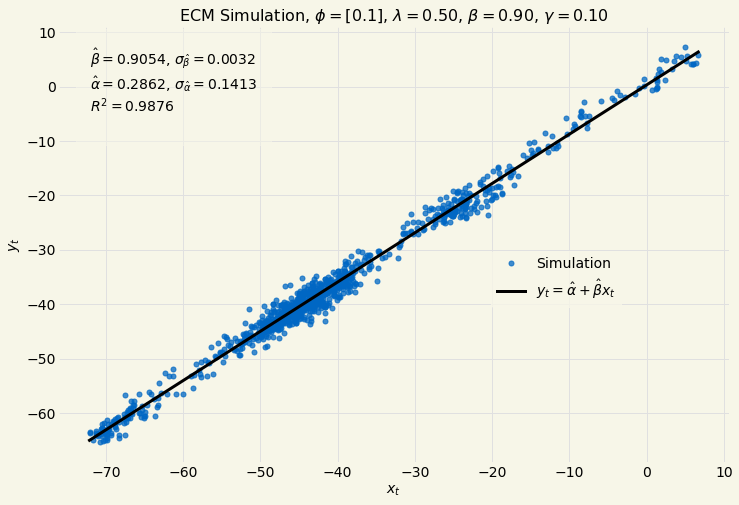 ECM Simulation, ϕ = [0.1], λ = 0.50, β = 0.90, γ = 0.10
β̂ = 0.9054, σ_β̂ = 0.0032
α̂ = 0.2862, σ_α̂ = 0.1413
R² = 0.9876
10
0
−10
−20
−30
−40
−50
−60
y_t
Simulation
y_t = α̂ + β̂x_t
−70
−60
−50
−40
−30
−20
−10
0
10
x_t